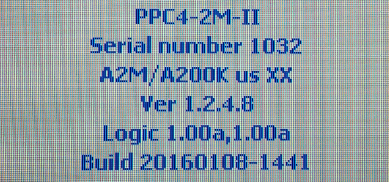 PPC4-2M-II
Serial number 1032
A2M/A200K us XX
Ver 1.2.4.8
Logic 1.00a,1.00a
Build 20160108-1441